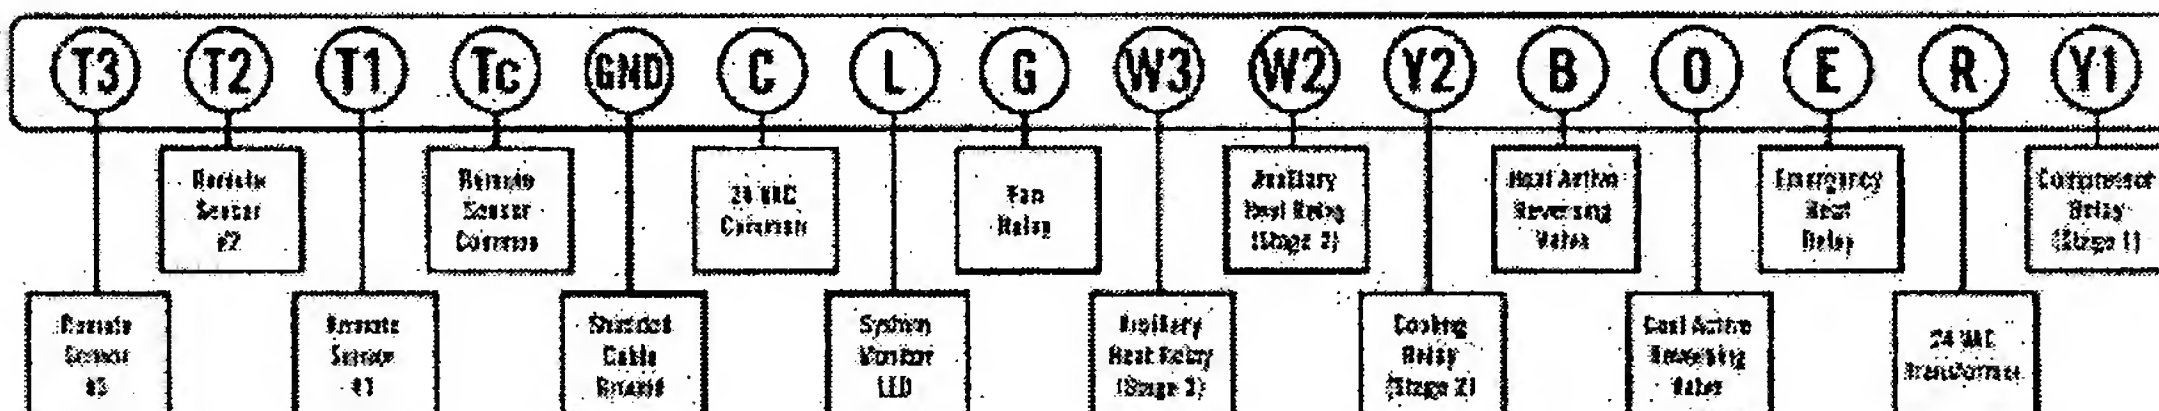 T3 T2 T1 Tc GND C L G W3 W2 Y2 B O E R Y1
Remote
Sensor
#2
Remote
Sensor
Common
24 VAC
Common
Fan
Relay
Auxiliary
Heat Relay
(Stage 2)
Heat Active
Reversing
Valve
Emergency
Heat
Relay
Compressor
Relay
(Stage 1)
Remote
Sensor
#3
Remote
Sensor
#1
Shielded
Cable
Ground
System
Monitor
LED
Auxiliary
Heat Relay
(Stage 3)
Cooling
Relay
(Stage 2)
Cool Active
Reversing
Valve
24 VAC
Transformer